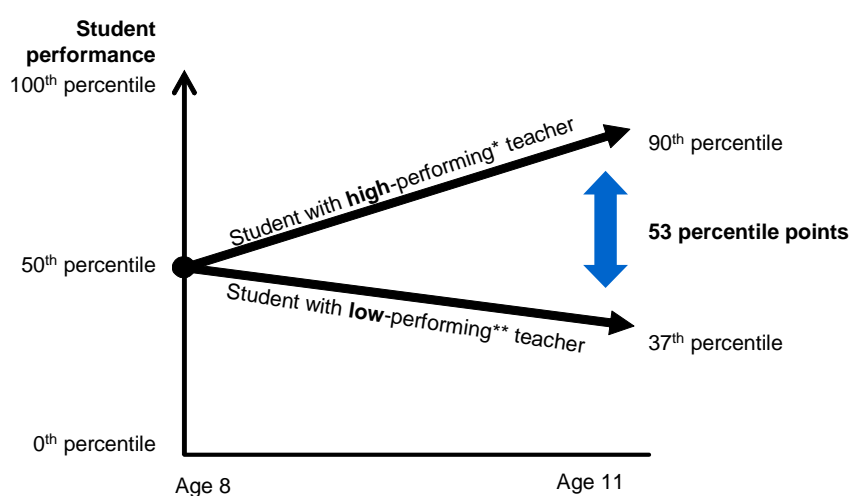 Student
performance
100th percentile
Student with high-performing* teacher
90th percentile
53 percentile points
50th percentile
Student with low-performing** teacher
37th percentile
0th percentile
Age 8
Age 11